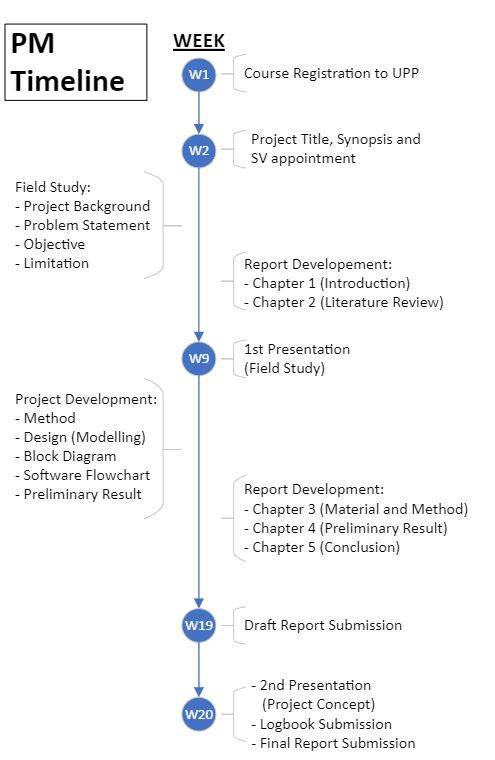 PM
Timeline
WEEK
W1
Course Registration to UPP
W2
Project Title, Synopsis and
SV appointment
Field Study:
- Project Background
- Problem Statement
- Objective
- Limitation
Report Developement:
- Chapter 1 (Introduction)
- Chapter 2 (Literature Review)
W9
1st Presentation
(Field Study)
Project Development:
- Method
- Design (Modelling)
- Block Diagram
- Software Flowchart
- Preliminary Result
Report Development:
- Chapter 3 (Material and Method)
- Chapter 4 (Preliminary Result)
- Chapter 5 (Conclusion)
W19
Draft Report Submission
W20
- 2nd Presentation
(Project Concept)
- Logbook Submission
- Final Report Submission